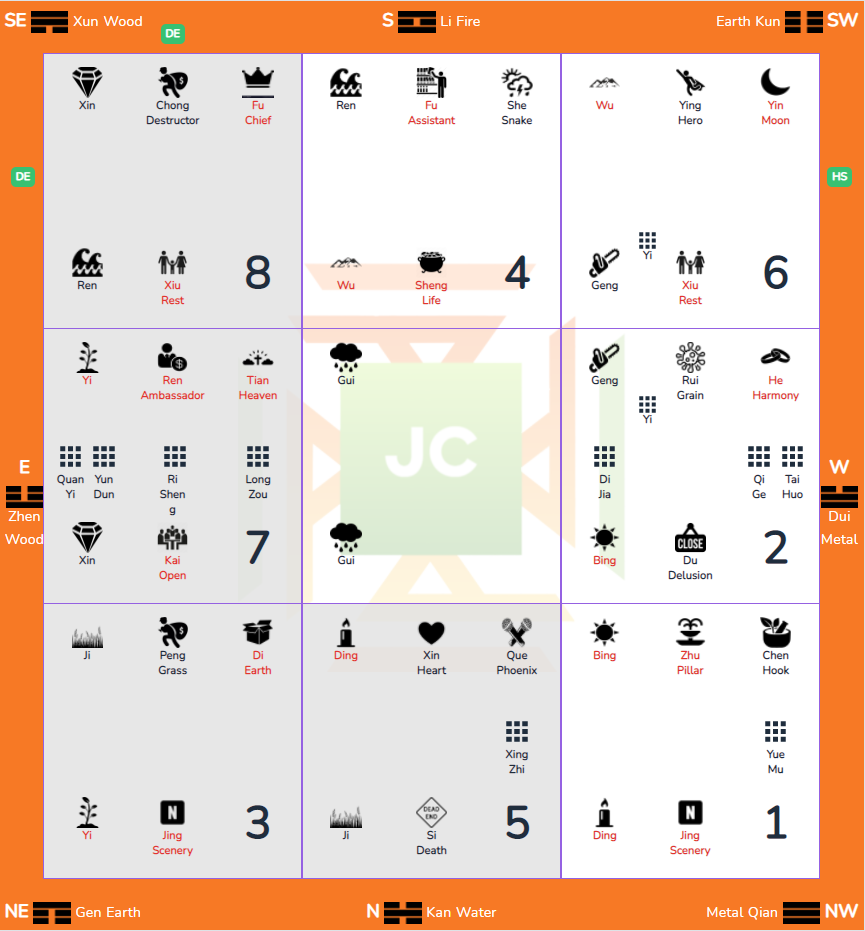 SE Xun Wood
S Li Fire
Earth Kun SW
DE
DE
HS
Xin Chong Destructor Fu Chief
Ren Xiu Rest 8
Ren Fu Assistant She Snake
Wu Sheng Life 4
Wu Ying Hero Yin Moon
Yi
Geng Xiu Rest 6
E
Zhen
Wood
Yi Ren Ambassador Tian Heaven
Quan Yi Yun Dun Ri Sheng Long Zou
Xin Kai Open 7
Gui
JC
Gui
Geng Rui Grain He Harmony
Yi
Di Jia Qi Ge Tai Huo
Bing CLOSE Du Delusion 2
W
Dui
Metal
Ji Peng Grass Di Earth
Yi N Jing Scenery 3
Ding Xin Heart Que Phoenix
Xing Zhi
Ji DEAD END Si Death 5
Bing Zhu Pillar Chen Hook
Yue Mu
Ding N Jing Scenery 1
NE Gen Earth
N Kan Water
Metal Qian NW